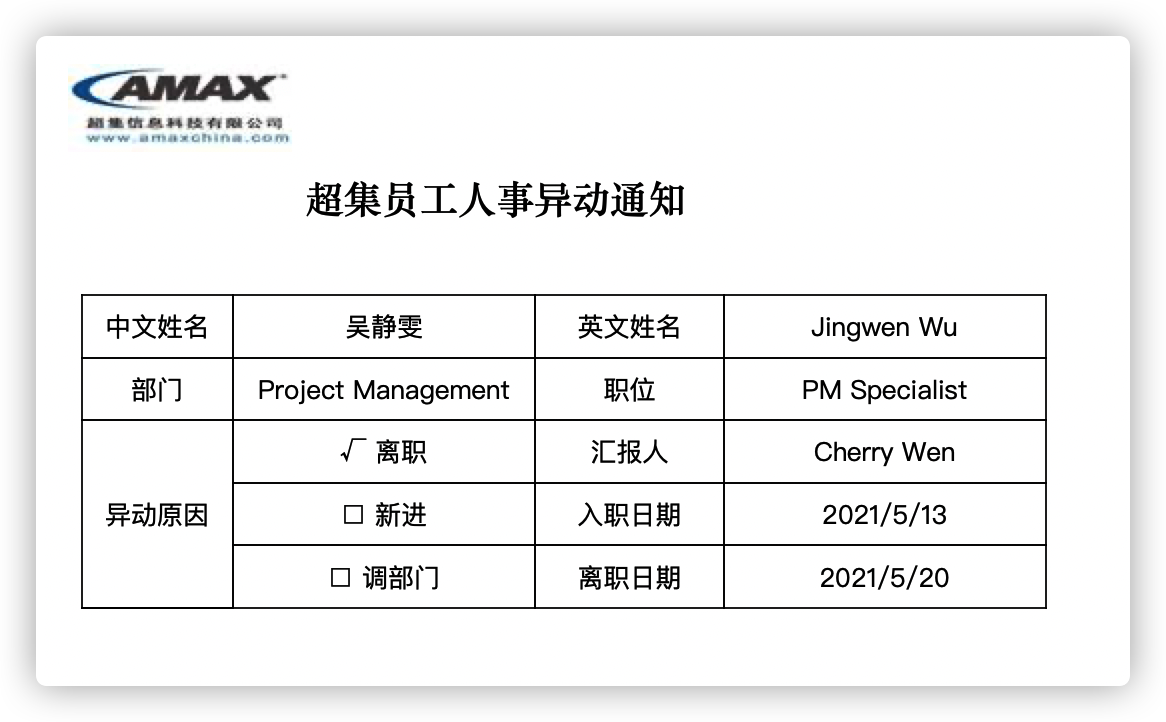 AMAX
超集信息科技有限公司
www.amaxchina.com
超集员工人事异动通知
中文姓名 吴静雯 英文姓名 Jingwen Wu
部门 Project Management 职位 PM Specialist
√ 离职 汇报人 Cherry Wen
异动原因 □ 新进 入职日期 2021/5/13
□ 调部门 离职日期 2021/5/20